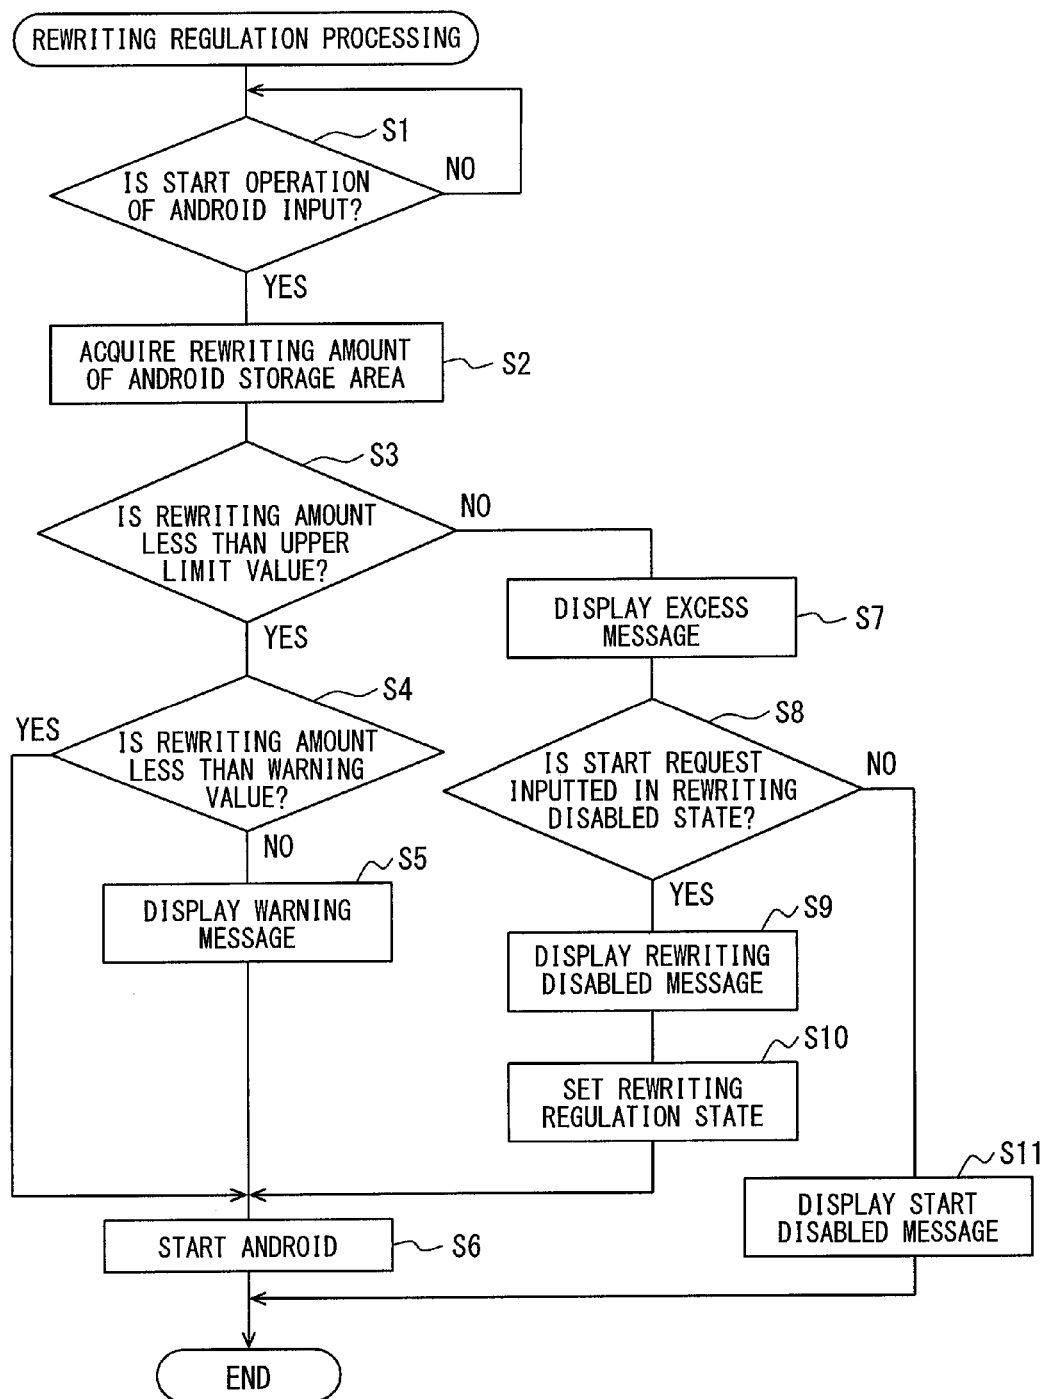 REWRITING REGULATION PROCESSING
S1
NO
IS START OPERATION
OF ANDROID INPUT?
YES
ACQUIRE REWRITING AMOUNT
OF ANDROID STORAGE AREA
S2
S3
NO
IS REWRITING AMOUNT
LESS THAN UPPER
LIMIT VALUE?
YES
DISPLAY EXCESS
MESSAGE
S7
S4
YES
IS REWRITING AMOUNT
LESS THAN WARNING
VALUE?
NO
S8
NO
IS START REQUEST
INPUTTED IN REWRITING
DISABLED STATE?
YES
S5
DISPLAY WARNING
MESSAGE
S9
DISPLAY REWRITING
DISABLED MESSAGE
S10
SET REWRITING
REGULATION STATE
S11
DISPLAY START
DISABLED MESSAGE
START ANDROID
S6
END